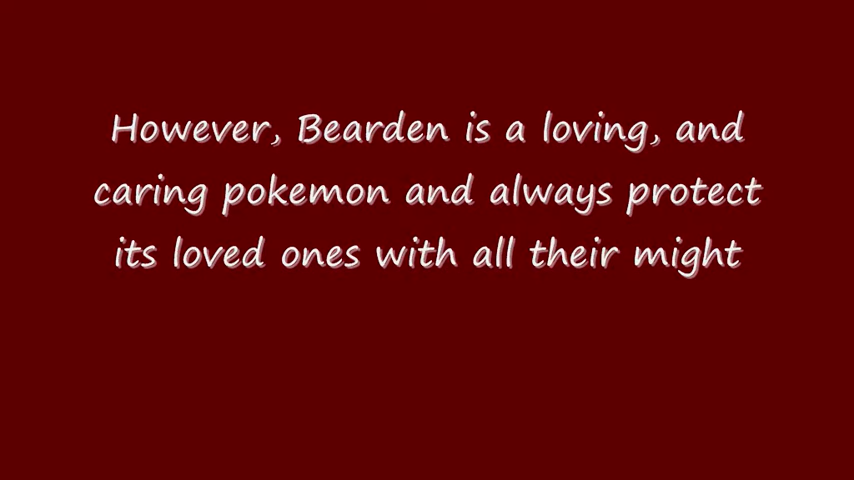 However, Bearden is a loving, and
caring pokemon and always protect
its loved ones with all their might